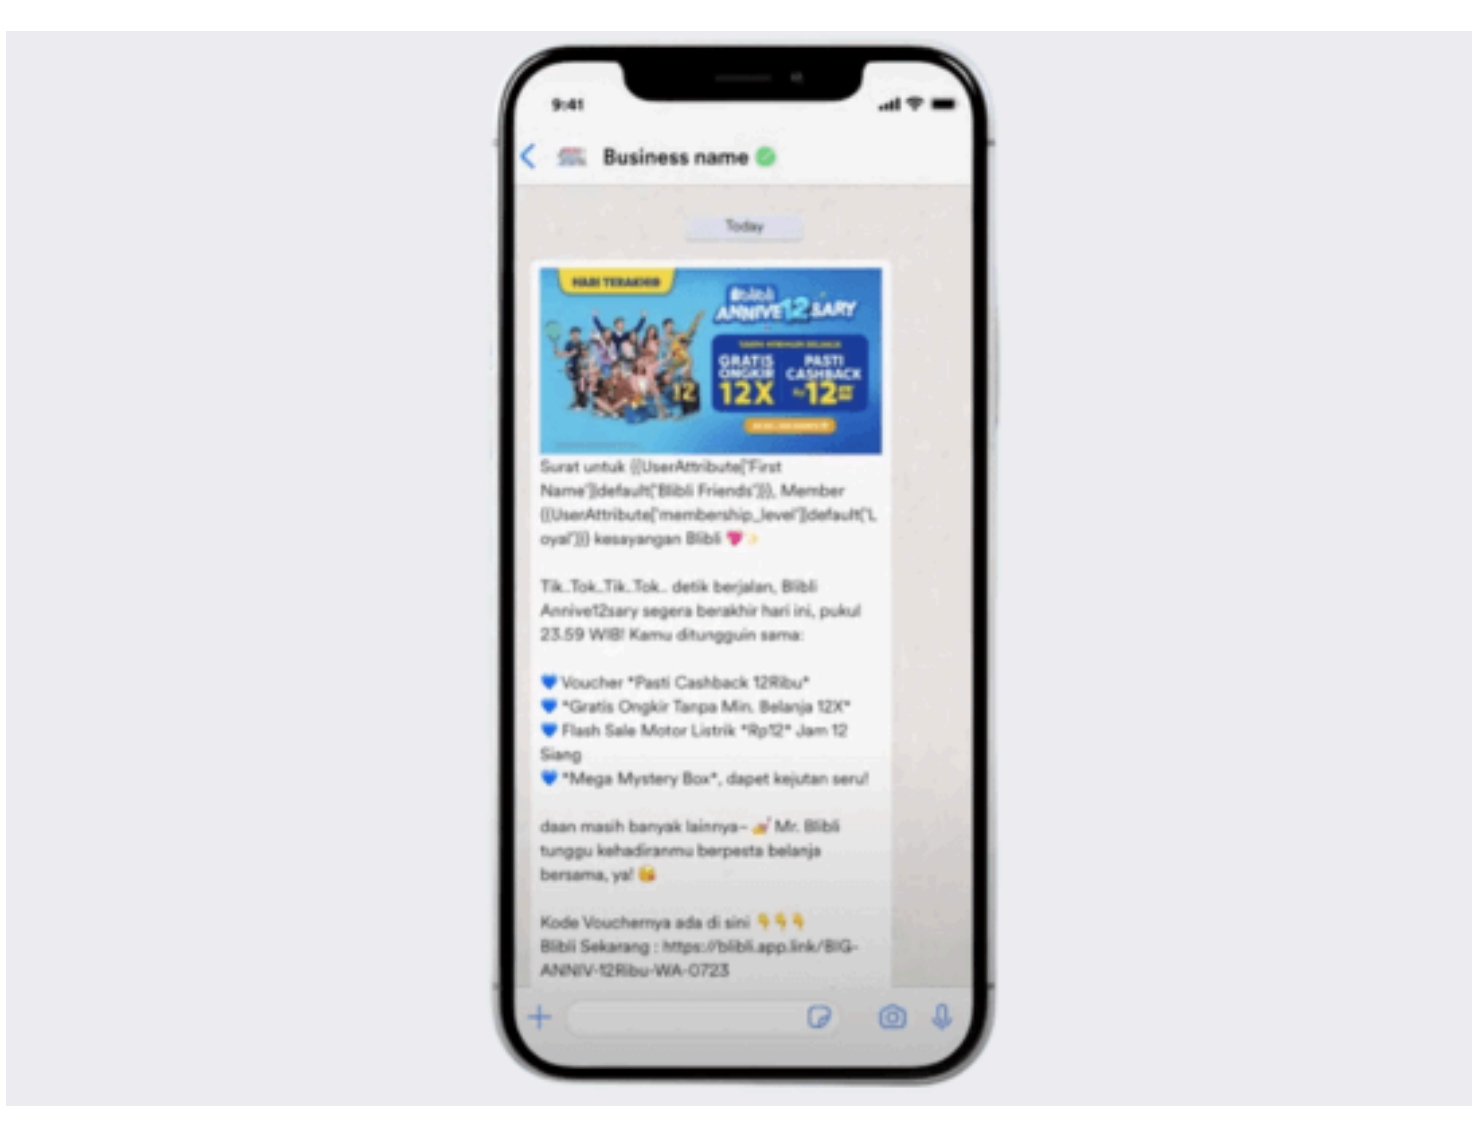 9:41
Business name
Today
HARI TERAKHIR
Blibli
ANNIVE12SARY
GRATIS ONGKIR 12X
PASTI CASHBACK Rp12
12
Surat untuk {{UserAttribute['First
Name']|default('Blibli Friends')}}, Member
{{UserAttribute['membership_level']|default('L
oyal')}} kesayangan Blibli 💖✨
Tik..Tok..Tik..Tok.. detik berjalan, Blibli
Annive12sary segera berakhir hari ini, pukul
23.59 WIB! Kamu ditungguin sama:
💙 Voucher *Pasti Cashback 12Ribu*
💙 *Gratis Ongkir Tanpa Min. Belanja 12X*
💙 Flash Sale Motor Listrik *Rp12* Jam 12
Siang
💙 *Mega Mystery Box*, dapet kejutan seru!
daan masih banyak lainnya~ 💅 Mr. Blibli
tunggu kehadiranmu berpesta belanja
bersama, ya! 😘
Kode Vouchernya ada di sini 👇👇👇
Blibli Sekarang : https://blibli.app.link/BIG-
ANNIV-12Ribu-WA-0723